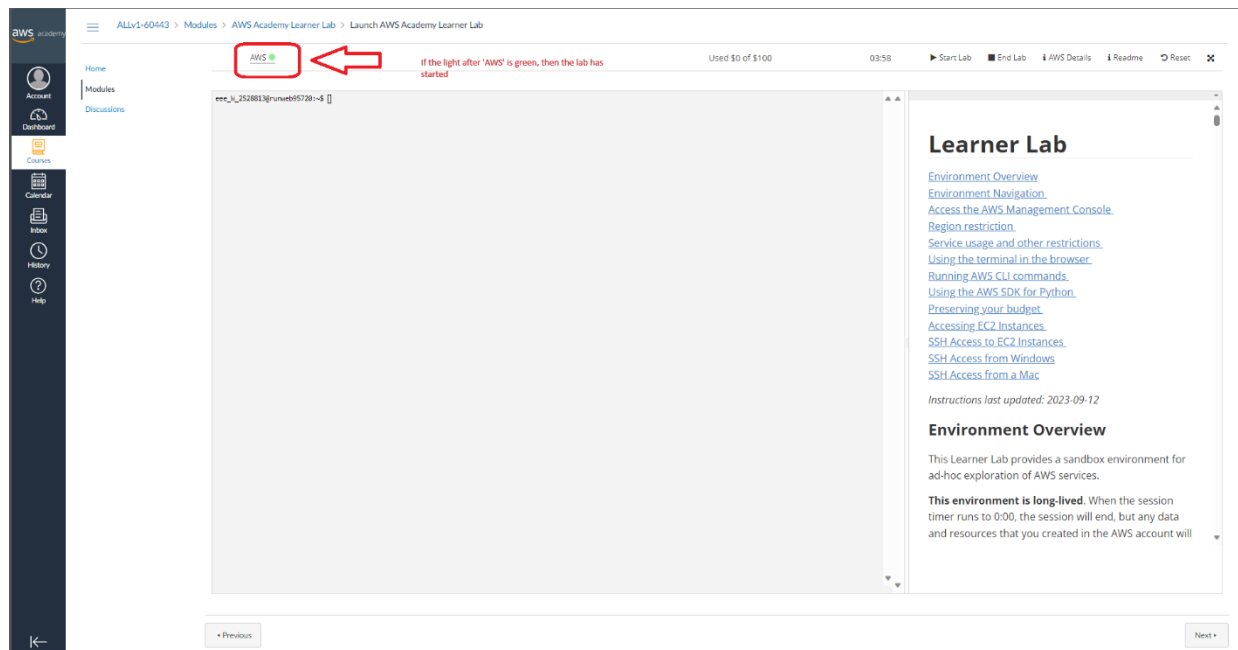 aws academy
ALLv1-60443 > Modules > AWS Academy Learner Lab > Launch AWS Academy Learner Lab
Account
Dashboard
Courses
Calendar
Inbox
History
Help
Home
Modules
Discussions
AWS
If the light after 'AWS' is green, then the lab has
started
Used $0 of $100
03:58
Start Lab
End Lab
AWS Details
Readme
Reset
Learner Lab
Environment Overview
Environment Navigation
Access the AWS Management Console
Region restriction
Service usage and other restrictions
Using the terminal in the browser
Running AWS CLI commands
Using the AWS SDK for Python
Preserving your budget
Accessing EC2 Instances
SSH Access to EC2 Instances
SSH Access from Windows
SSH Access from a Mac
Instructions last updated: 2023-09-12
Environment Overview
This Learner Lab provides a sandbox environment for
ad-hoc exploration of AWS services.
This environment is long-lived. When the session
timer runs to 0:00, the session will end, but any data
and resources that you created in the AWS account will
Previous
Next